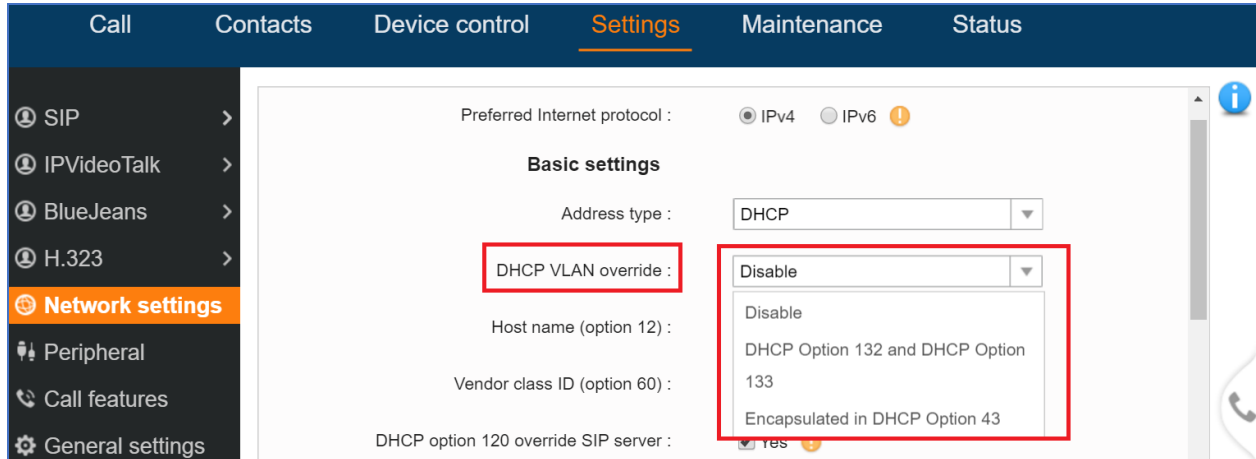 Call Contacts Device control Settings Maintenance Status
SIP
IPVideoTalk
BlueJeans
H.323
Network settings
Peripheral
Call features
General settings
Preferred Internet protocol : IPv4 IPv6
Basic settings
Address type : DHCP
DHCP VLAN override : Disable
Disable
DHCP Option 132 and DHCP Option
133
Encapsulated in DHCP Option 43
Host name (option 12) :
Vendor class ID (option 60) :
DHCP option 120 override SIP server : Yes